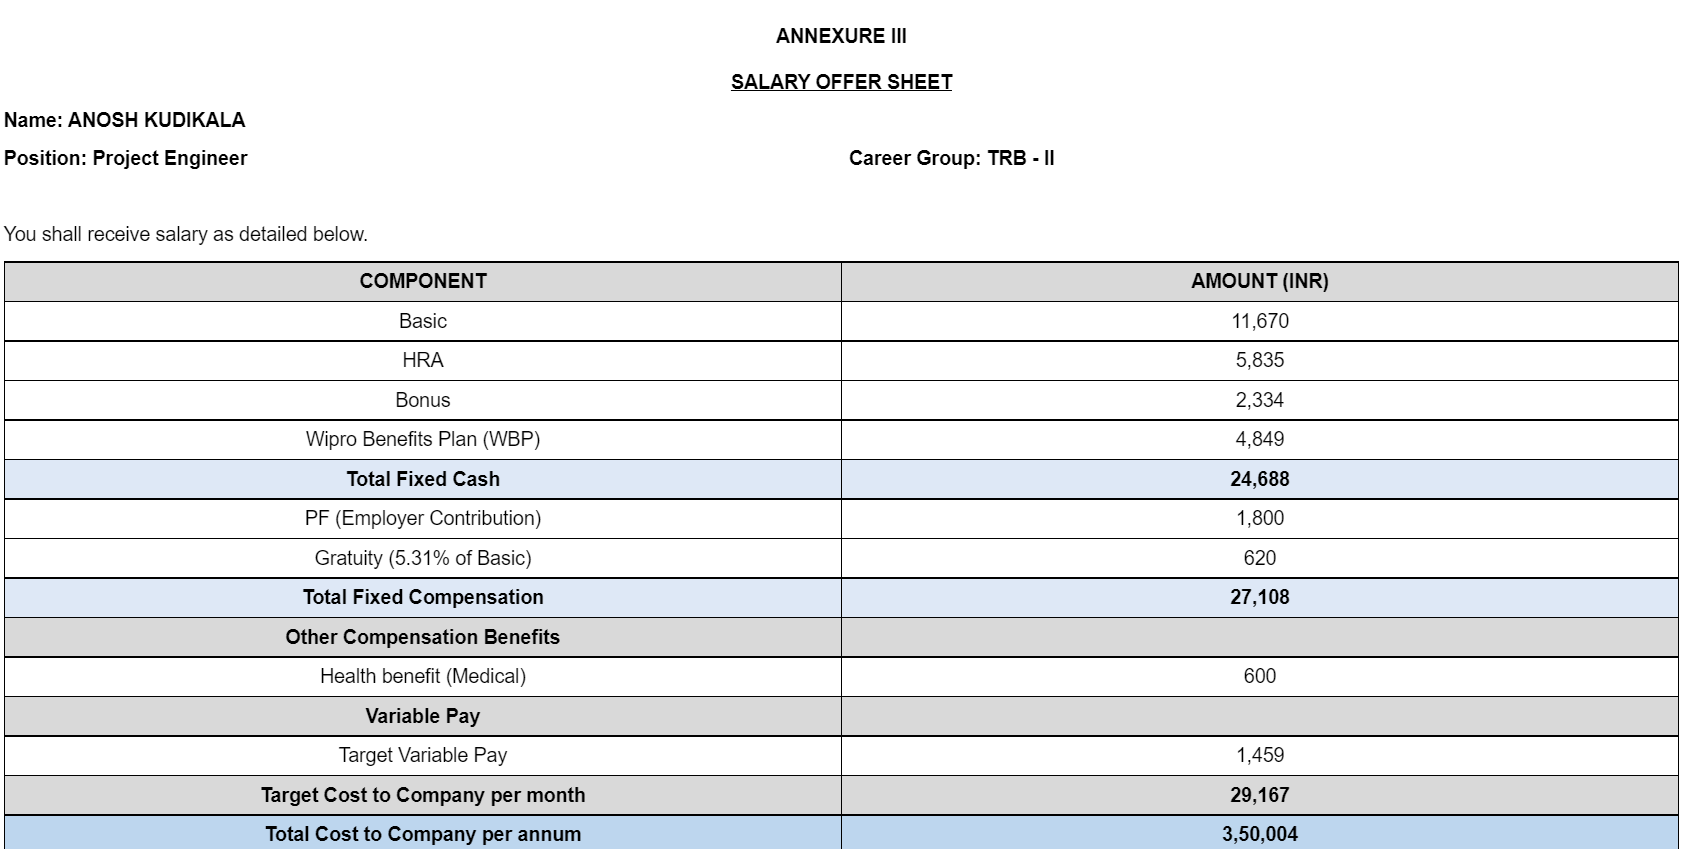 ANNEXURE III
SALARY OFFER SHEET
Name: ANOSH KUDIKALA
Position: Project Engineer Career Group: TRB - II
You shall receive salary as detailed below.
COMPONENT AMOUNT (INR)
Basic 11,670
HRA 5,835
Bonus 2,334
Wipro Benefits Plan (WBP) 4,849
Total Fixed Cash 24,688
PF (Employer Contribution) 1,800
Gratuity (5.31% of Basic) 620
Total Fixed Compensation 27,108
Other Compensation Benefits
Health benefit (Medical) 600
Variable Pay
Target Variable Pay 1,459
Target Cost to Company per month 29,167
Total Cost to Company per annum 3,50,004